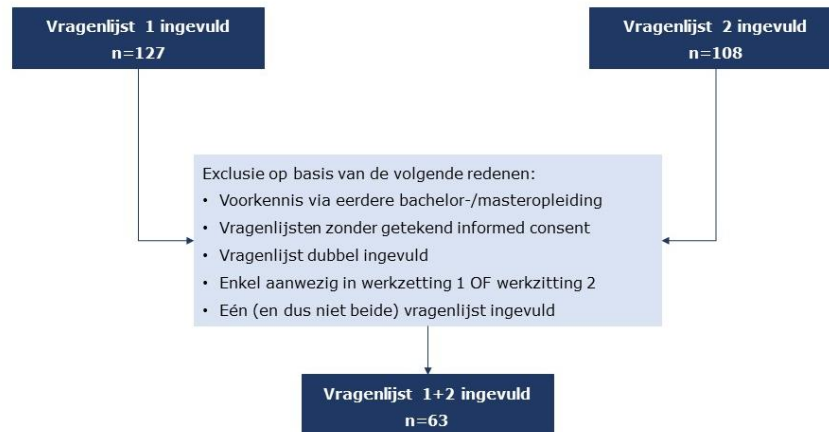 Vragenlijst 1 ingevuld
n=127
Vragenlijst 2 ingevuld
n=108
Exclusie op basis van de volgende redenen:
• Voorkennis via eerdere bachelor-/masteropleiding
• Vragenlijsten zonder getekend informed consent
• Vragenlijst dubbel ingevuld
• Enkel aanwezig in werkzetting 1 OF werkzitting 2
• Eén (en dus niet beide) vragenlijst ingevuld
Vragenlijst 1+2 ingevuld
n=63